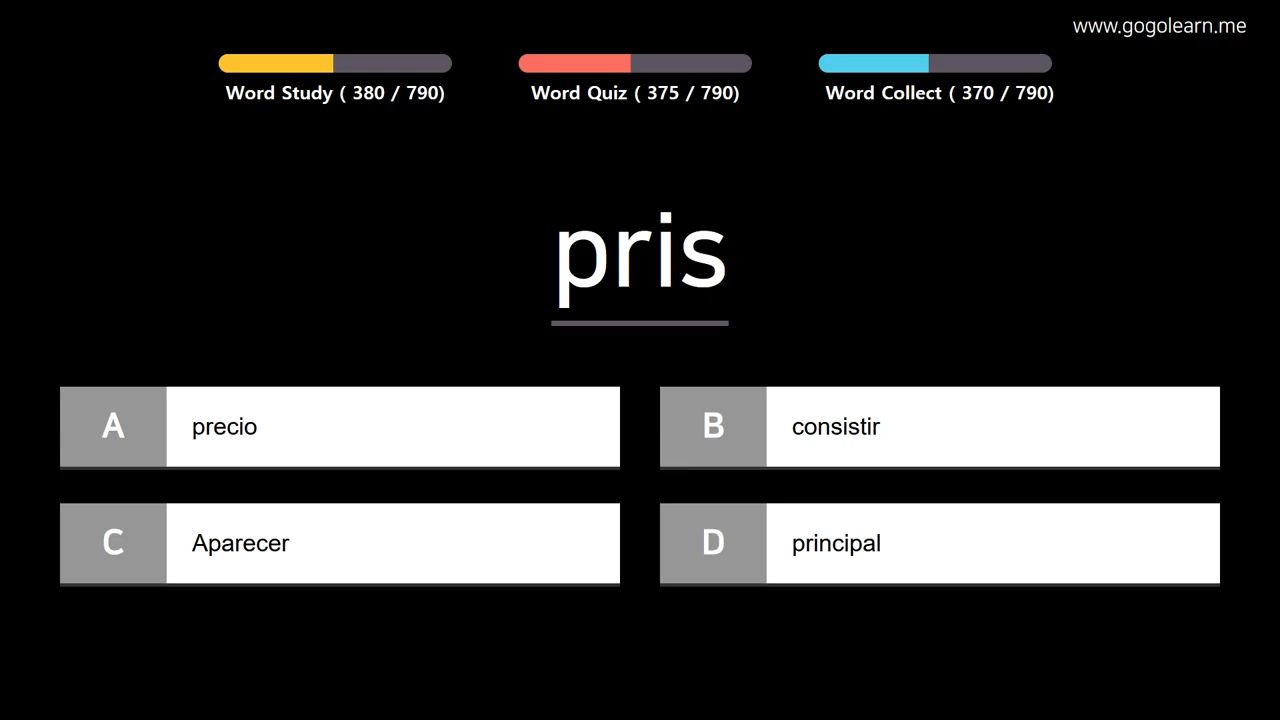 www.gogolearn.me
Word Study ( 380 / 790)
Word Quiz ( 375 / 790)
Word Collect ( 370 / 790)
pris
A precio
B consistir
C Aparecer
D principal